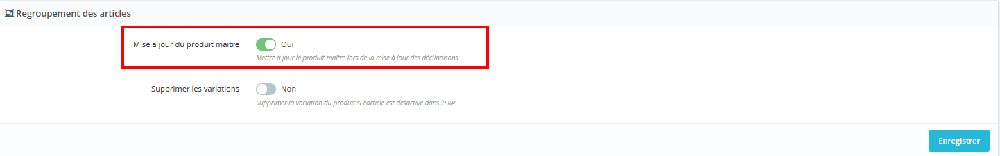 Regroupement des articles
Mise à jour du produit maitre Oui
Mettre à jour le produit maitre lors de la mise à jour des déclinaisons.
Supprimer les variations Non
Supprimer la variation du produit si l'article est désactivé dans l'ERP.
Enregistrer